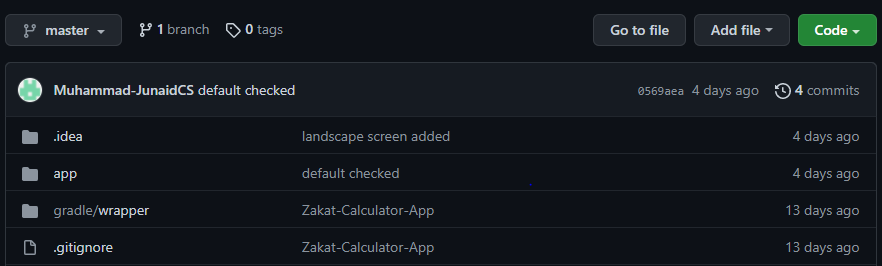 master 1 branch 0 tags Go to file Add file Code
Muhammad-JunaidCS default checked 0569aea 4 days ago 4 commits
.idea landscape screen added 4 days ago
app default checked 4 days ago
gradle/wrapper Zakat-Calculator-App 13 days ago
.gitignore Zakat-Calculator-App 13 days ago